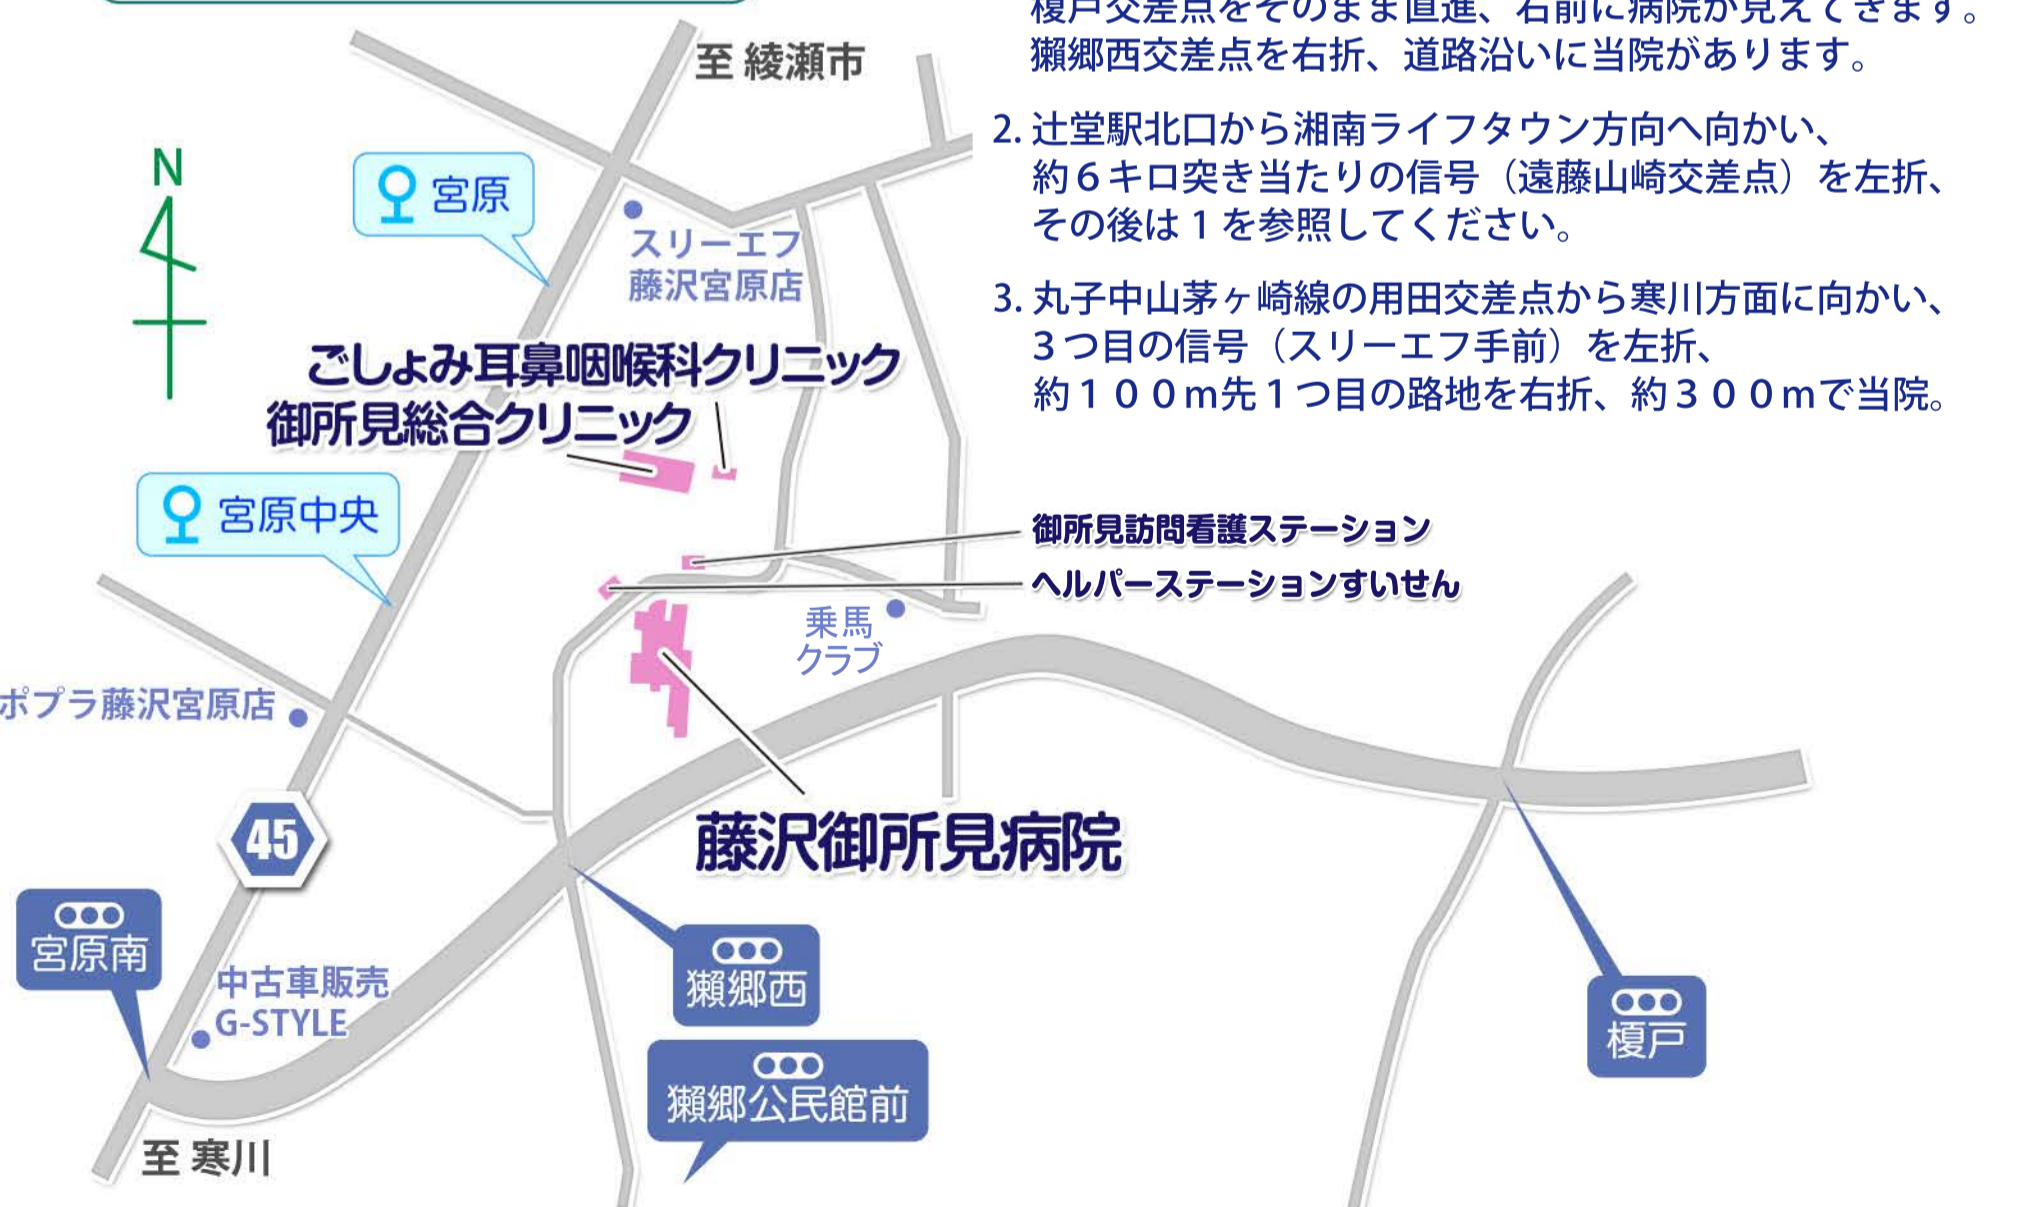 榎戸交差点をそのまま直進、右前に病院が見えてきます。
獺郷西交差点を右折、道路沿いに当院があります。
2. 辻堂駅北口から湘南ライフタウン方向へ向かい、
約６キロ突き当たりの信号（遠藤山崎交差点）を左折、
その後は１を参照してください。
3. 丸子中山茅ヶ崎線の用田交差点から寒川方面に向かい、
３つ目の信号（スリーエフ手前）を左折、
約１００ｍ先１つ目の路地を右折、約３００ｍで当院。
至 綾瀬市
N
宮原
スリーエフ
藤沢宮原店
ごしょみ耳鼻咽喉科クリニック
御所見総合クリニック
宮原中央
御所見訪問看護ステーション
ヘルパーステーションすいせん
乗馬
クラブ
ポプラ藤沢宮原店
45
藤沢御所見病院
宮原南
中古車販売
G-STYLE
獺郷西
榎戸
獺郷公民館前
至 寒川